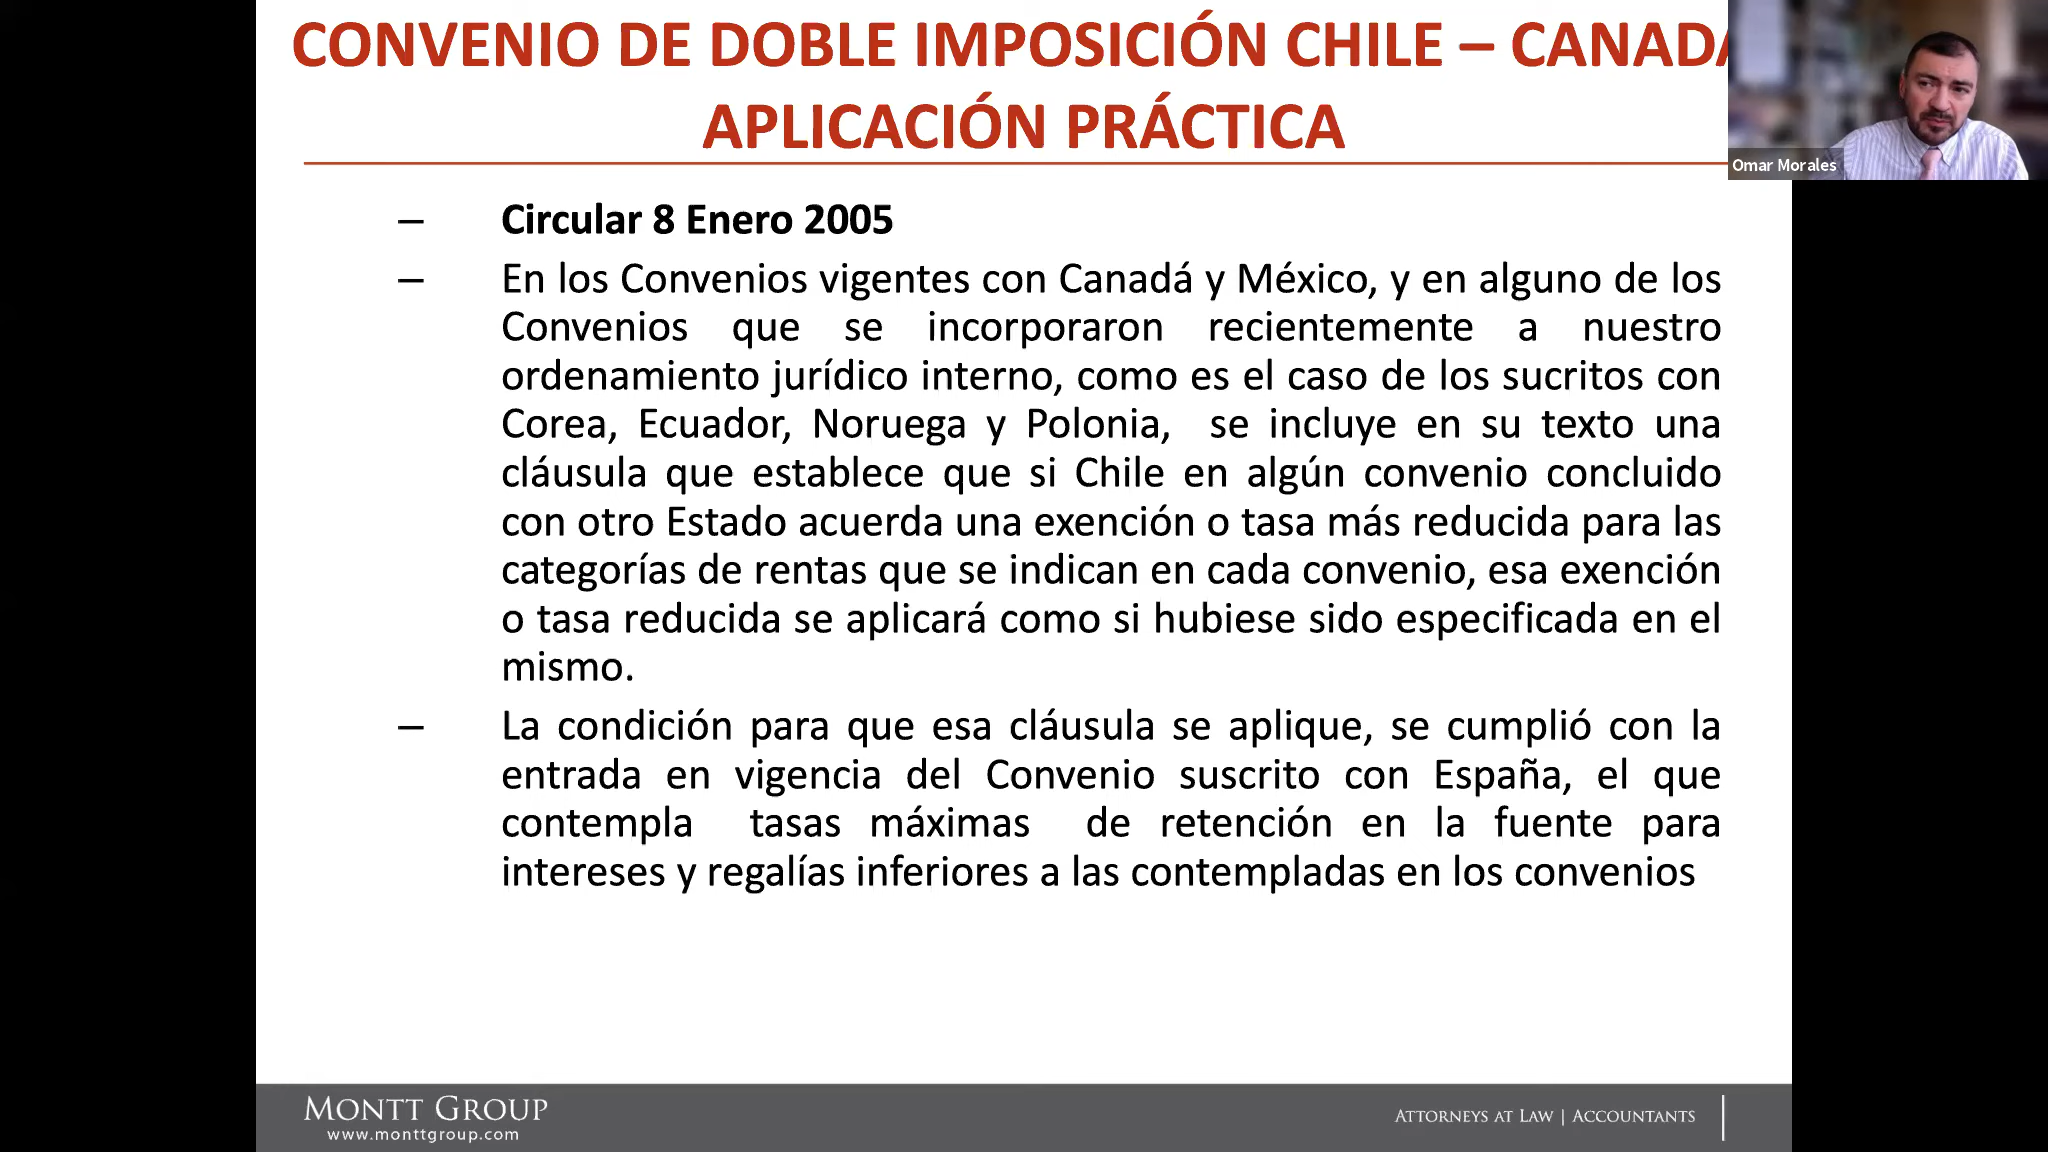 CONVENIO DE DOBLE IMPOSICIÓN CHILE – CANADA
APLICACIÓN PRÁCTICA
Omar Morales
– Circular 8 Enero 2005
– En los Convenios vigentes con Canadá y México, y en alguno de los
Convenios que se incorporaron recientemente a nuestro
ordenamiento jurídico interno, como es el caso de los sucritos con
Corea, Ecuador, Noruega y Polonia, se incluye en su texto una
cláusula que establece que si Chile en algún convenio concluido
con otro Estado acuerda una exención o tasa más reducida para las
categorías de rentas que se indican en cada convenio, esa exención
o tasa reducida se aplicará como si hubiese sido especificada en el
mismo.
– La condición para que esa cláusula se aplique, se cumplió con la
entrada en vigencia del Convenio suscrito con España, el que
contempla tasas máximas de retención en la fuente para
intereses y regalías inferiores a las contempladas en los convenios
MONTT GROUP
www.monttgroup.com
ATTORNEYS AT LAW | ACCOUNTANTS